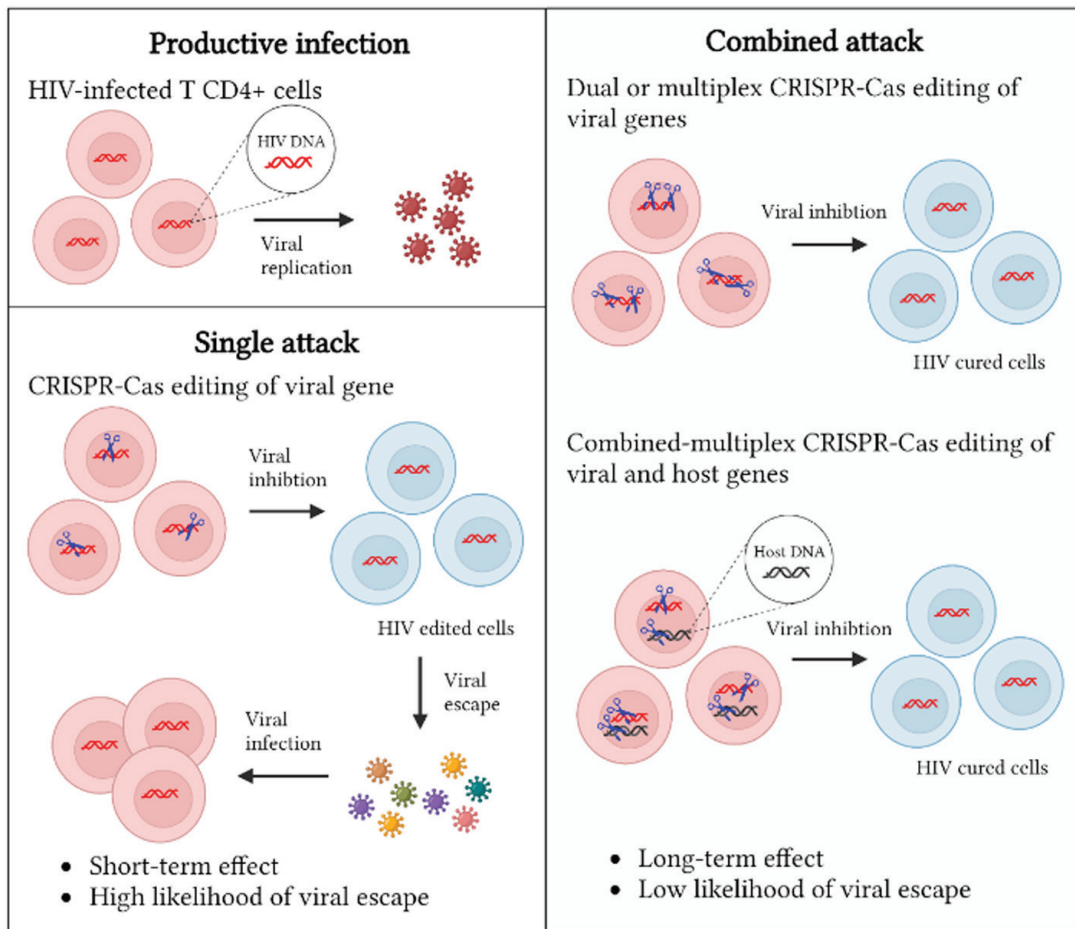 Productive infection
HIV-infected T CD4+ cells
HIV DNA
Viral
replication
Single attack
CRISPR-Cas editing of viral gene
Viral
inhibtion
HIV edited cells
Viral
escape
Viral
infection
• Short-term effect
• High likelihood of viral escape
Combined attack
Dual or multiplex CRISPR-Cas editing of
viral genes
Viral inhibtion
HIV cured cells
Combined-multiplex CRISPR-Cas editing of
viral and host genes
Host DNA
Viral inhibtion
HIV cured cells
• Long-term effect
• Low likelihood of viral escape